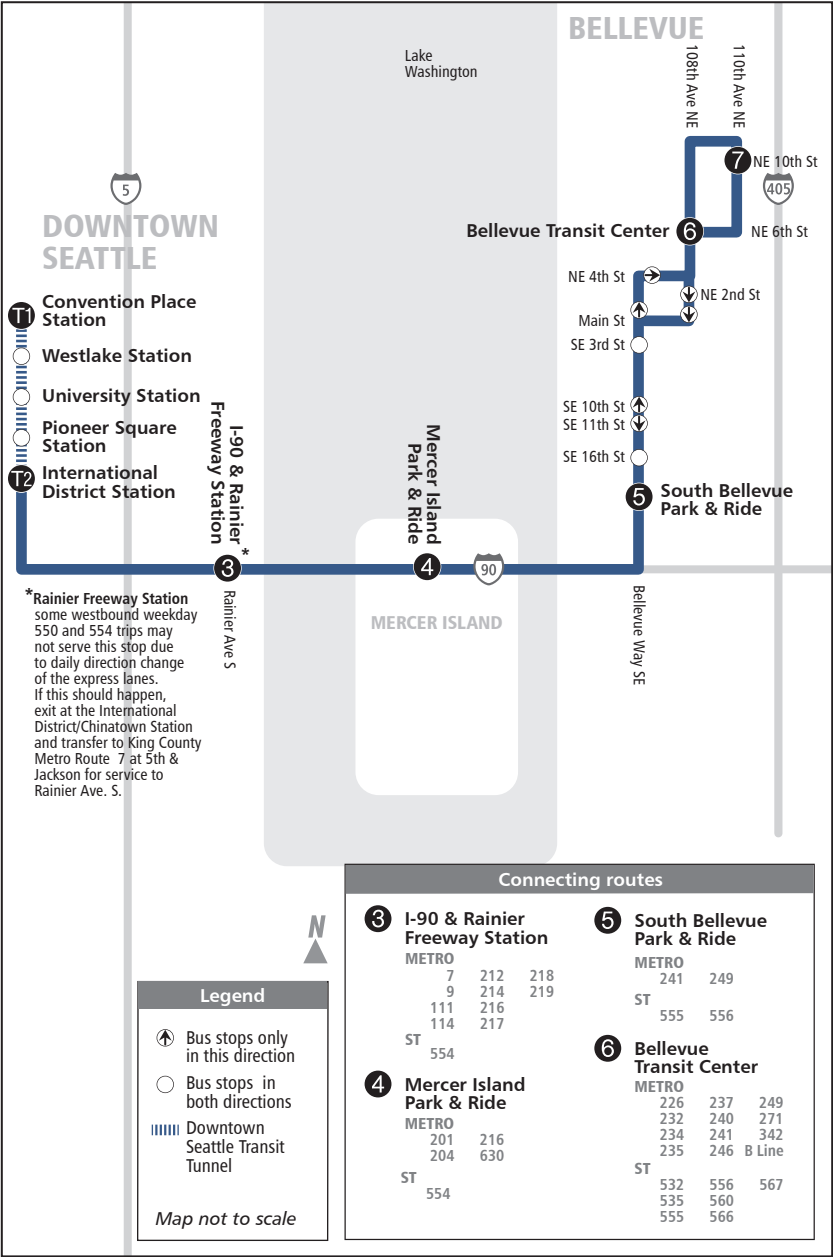 BELLEVUE
Lake
Washington
108th Ave NE
110th Ave NE
7
NE 10th St
5
405
DOWNTOWN
SEATTLE
Bellevue Transit Center
6
NE 6th St
NE 4th St
NE 2nd St
T1
Convention Place
Station
Main St
SE 3rd St
Westlake Station
University Station
SE 10th St
SE 11th St
Pioneer Square
Station
SE 16th St
T2
International
District Station
I-90 & Rainier
Freeway Station
*
Mercer Island
Park & Ride
5
South Bellevue
Park & Ride
3
4
90
Rainier Ave S
MERCER ISLAND
Bellevue Way SE
*Rainier Freeway Station
some westbound weekday
550 and 554 trips may
not serve this stop due
to daily direction change
of the express lanes.
If this should happen,
exit at the International
District/Chinatown Station
and transfer to King County
Metro Route 7 at 5th &
Jackson for service to
Rainier Ave. S.
N
Legend
Bus stops only
in this direction
Bus stops in
both directions
Downtown
Seattle Transit
Tunnel
Map not to scale
Connecting routes
3
I-90 & Rainier
Freeway Station
METRO
7 212 218
9 214 219
111 216
114 217
ST
554
4
Mercer Island
Park & Ride
METRO
201 216
204 630
ST
554
5
South Bellevue
Park & Ride
METRO
241 249
ST
555 556
6
Bellevue
Transit Center
METRO
226 237 249
232 240 271
234 241 342
235 246 B Line
ST
532 556 567
535 560
555 566